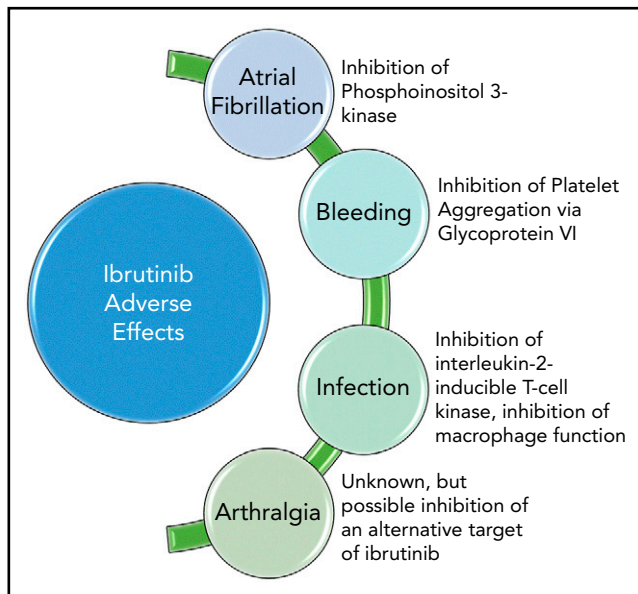 Atrial
Fibrillation
Inhibition of
Phosphoinositol 3-
kinase
Bleeding
Inhibition of Platelet
Aggregation via
Glycoprotein VI
Ibrutinib
Adverse
Effects
Infection
Inhibition of
interleukin-2-
inducible T-cell
kinase, inhibition of
macrophage function
Arthralgia
Unknown, but
possible inhibition of
an alternative target
of ibrutinib